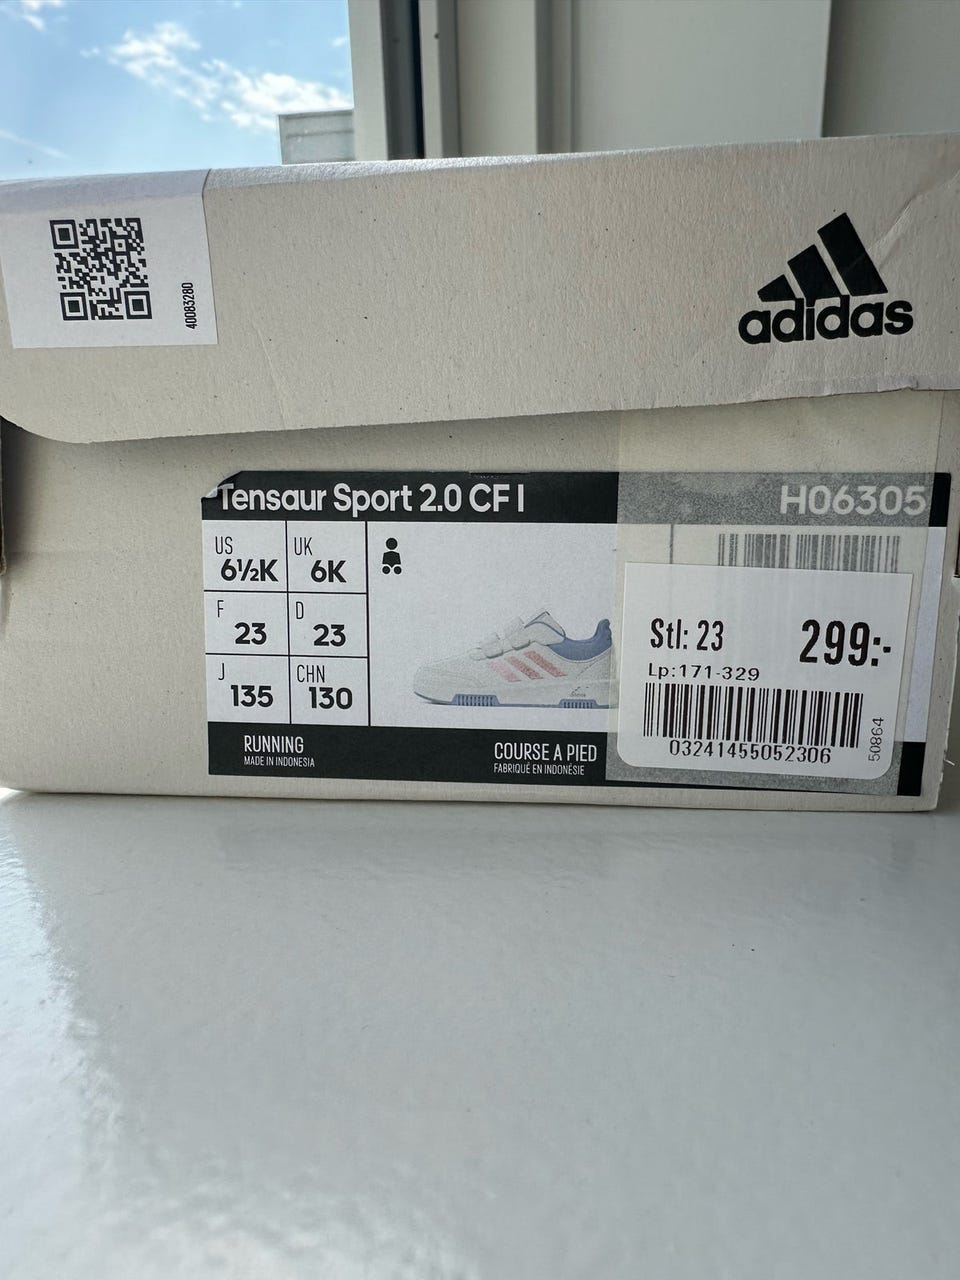 40083280
adidas
Tensaur Sport 2.0 CF I
H06305
US
6½K
UK
6K
F
23
D
23
J
135
CHN
130
RUNNING
MADE IN INDONESIA
COURSE A PIED
FABRIQUÉ EN INDONÉSIE
Stl: 23
299:-
Lp:171-329
03241455052306
50864